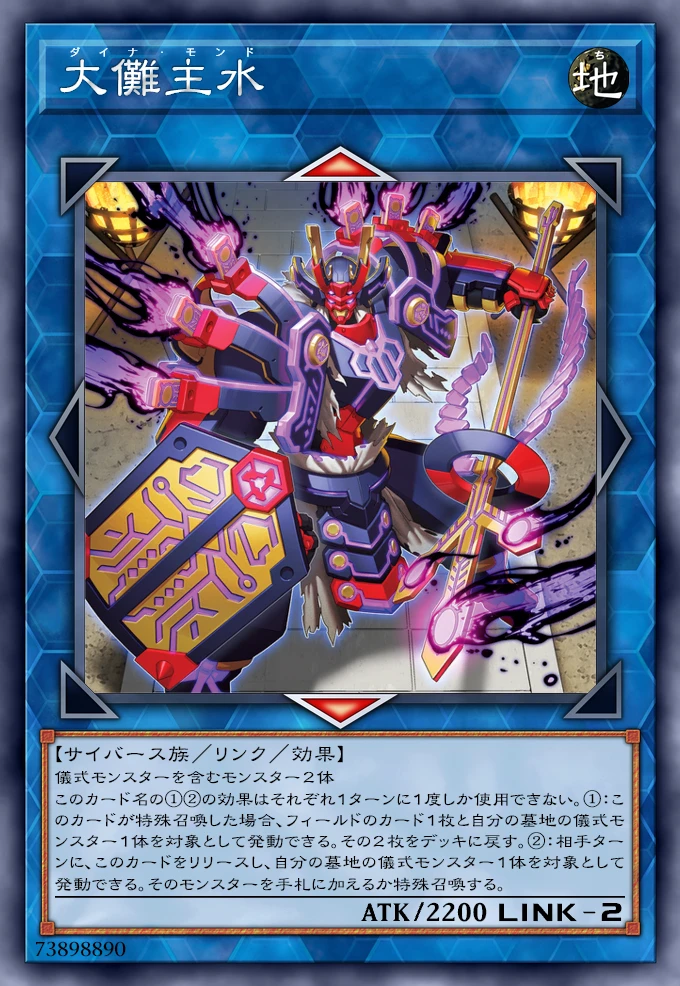 ダイナ・モンド
大儺主水
ち
地
【サイバース族／リンク／効果】
儀式モンスターを含むモンスター２体
このカード名の①②の効果はそれぞれ１ターンに１度しか使用できない。①：こ
のカードが特殊召喚した場合、フィールドのカード１枚と自分の墓地の儀式モ
ンスター１体を対象として発動できる。その２枚をデッキに戻す。②：相手ター
ンに、このカードをリリースし、自分の墓地の儀式モンスター１体を対象として
発動できる。そのモンスターを手札に加えるか特殊召喚する。
ATK/2200 LINK-2
73898890